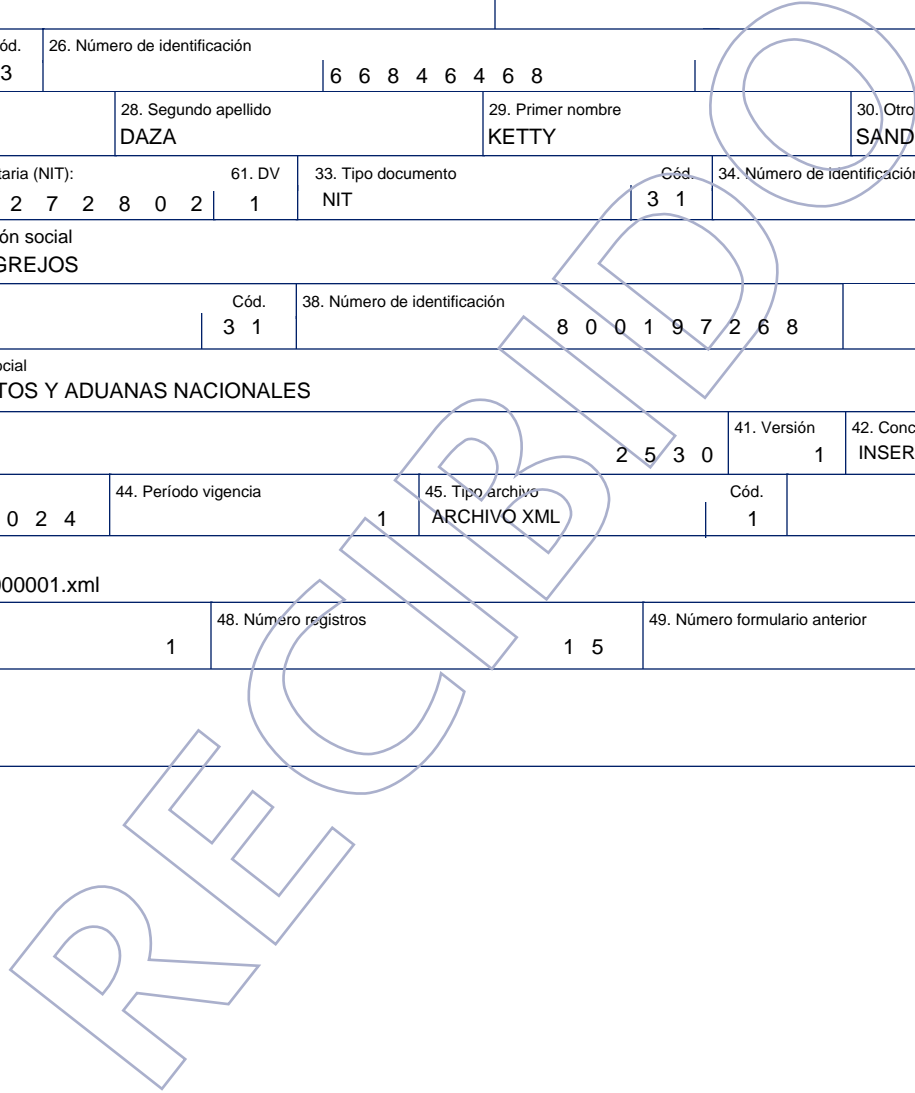 ód. 26. Número de identificación
3 6 6 8 4 6 4 6 8
28. Segundo apellido 29. Primer nombre 30. Otro
DAZA KETTY SAND
taria (NIT): 61. DV 33. Tipo documento Cód. 34. Número de identificación
2 7 2 8 0 2 1 NIT 3 1
ón social
GREJOS
Cód. 38. Número de identificación
3 1 8 0 0 1 9 7 2 6 8
ocial
TOS Y ADUANAS NACIONALES
41. Versión 42. Conc
2 5 3 0 1 INSER
44. Período vigencia 45. Tipo archivo Cód.
0 2 4 1 ARCHIVO XML 1
000001.xml
48. Número registros 49. Número formulario anterior
1 1 5
RECIBIDO